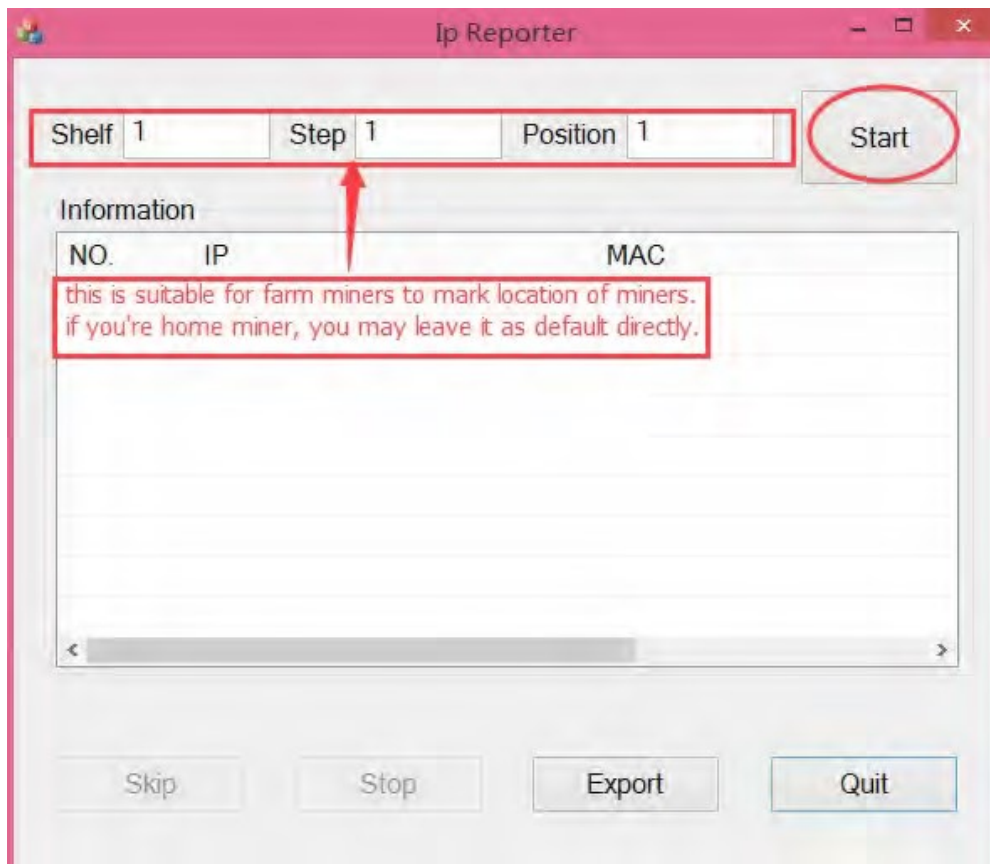 Ip Reporter
Shelf 1 Step 1 Position 1 Start
Information
NO. IP MAC
this is suitable for farm miners to mark location of miners.
if you're home miner, you may leave it as default directly.
Skip Stop Export Quit